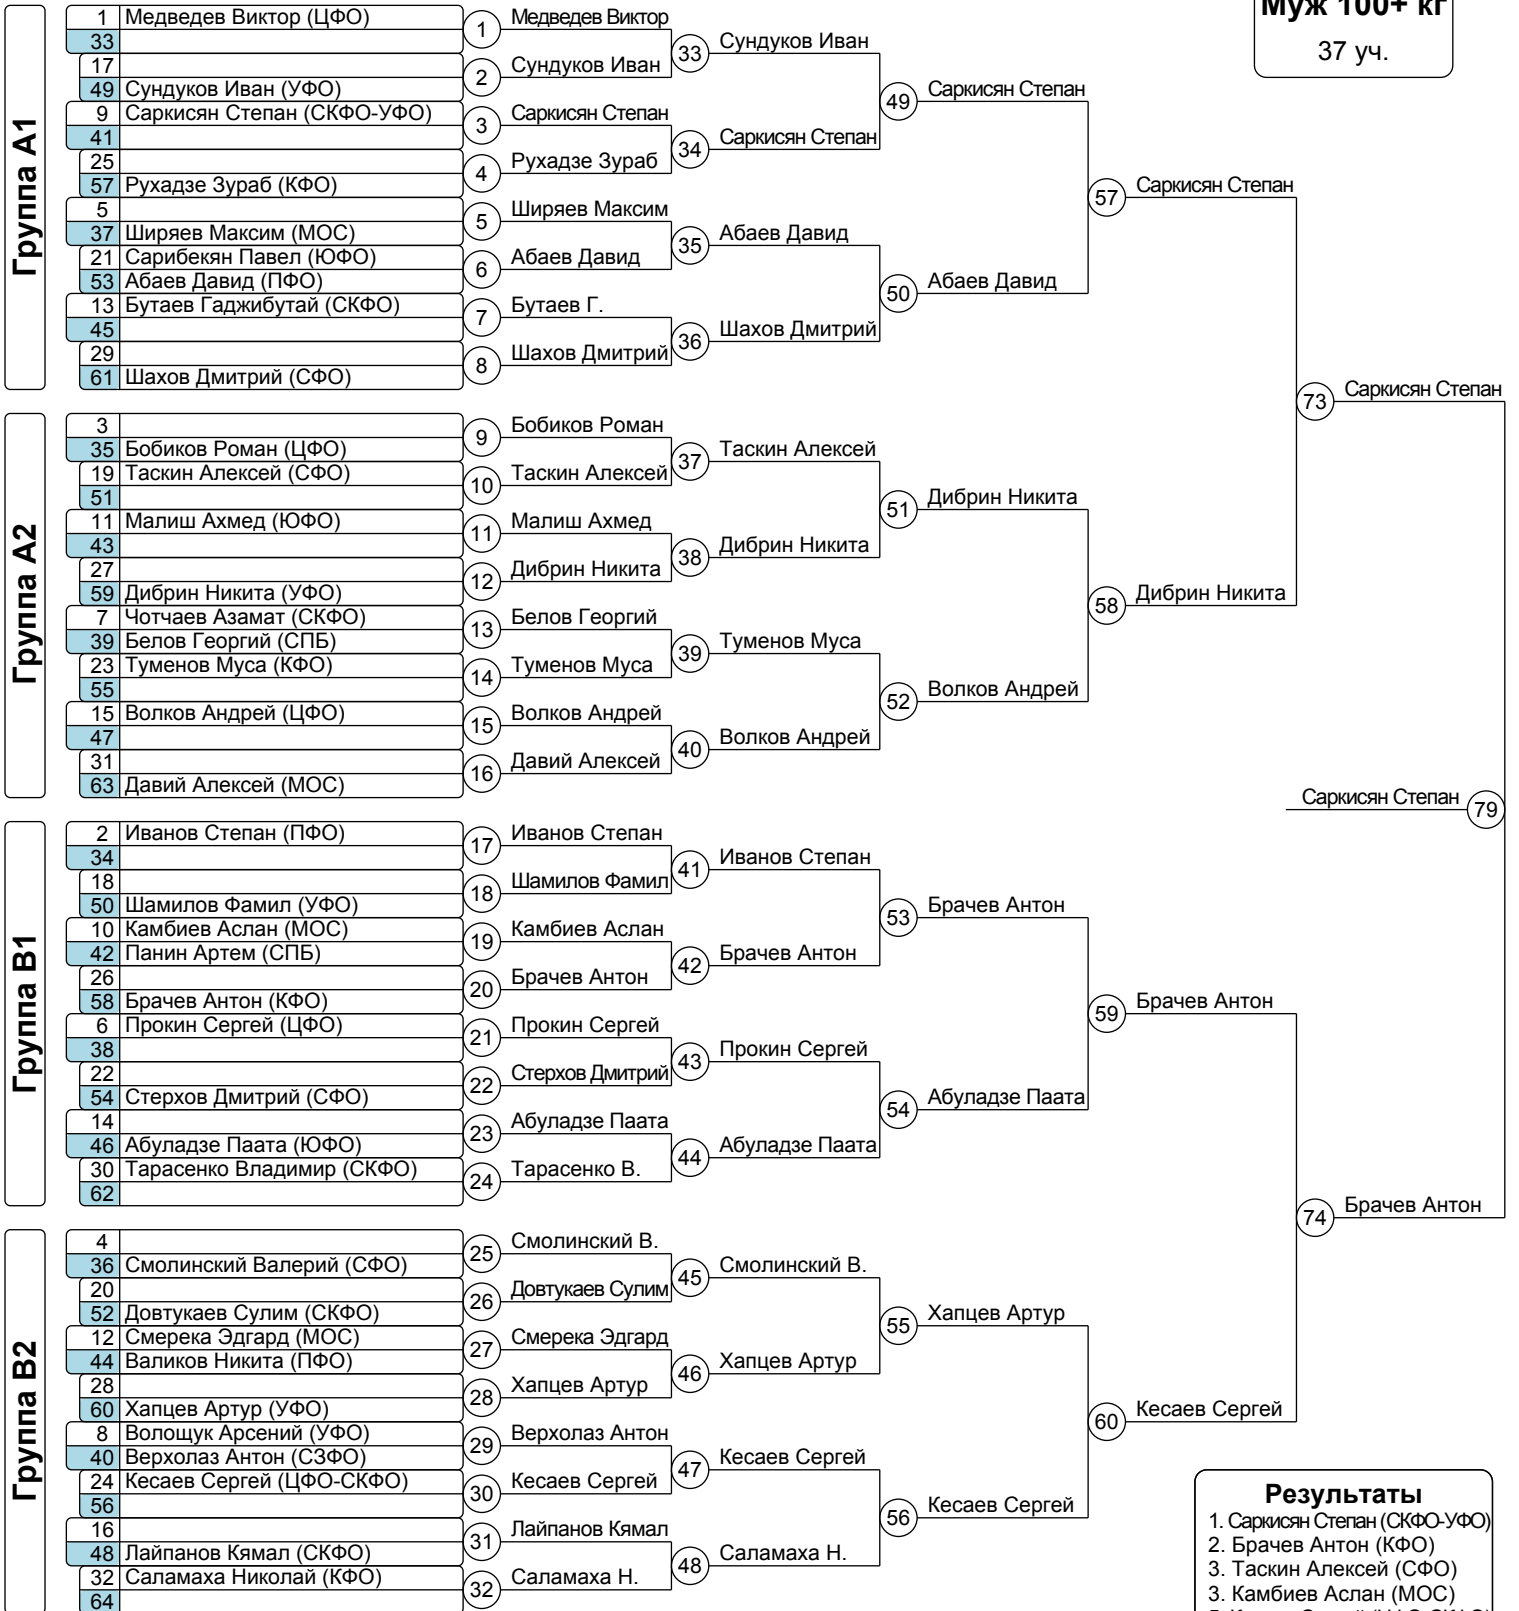 Муж 100+ кг
37 уч.
Группа A1
1 Медведев Виктор (ЦФО)
33
17
49 Сундуков Иван (УФО)
9 Саркисян Степан (СКФО-УФО)
41
25
57 Рухадзе Зураб (КФО)
5
37 Ширяев Максим (МОС)
21 Сарибекян Павел (ЮФО)
53 Абаев Давид (ПФО)
13 Бутаев Гаджибутай (СКФО)
45
29
61 Шахов Дмитрий (СФО)
1 Медведев Виктор
2 Сундуков Иван
3 Саркисян Степан
4 Рухадзе Зураб
5 Ширяев Максим
6 Абаев Давид
7 Бутаев Г.
8 Шахов Дмитрий
33 Сундуков Иван
34 Саркисян Степан
35 Абаев Давид
36 Шахов Дмитрий
49 Саркисян Степан
50 Абаев Давид
57 Саркисян Степан
Группа A2
3
35 Бобиков Роман (ЦФО)
19 Таскин Алексей (СФО)
51
11 Малиш Ахмед (ЮФО)
43
27
59 Дибрин Никита (УФО)
7 Чотчаев Азамат (СКФО)
39 Белов Георгий (СПБ)
23 Туменов Муса (КФО)
55
15 Волков Андрей (ЦФО)
47
31
63 Давий Алексей (МОС)
9 Бобиков Роман
10 Таскин Алексей
11 Малиш Ахмед
12 Дибрин Никита
13 Белов Георгий
14 Туменов Муса
15 Волков Андрей
16 Давий Алексей
37 Таскин Алексей
38 Дибрин Никита
39 Туменов Муса
40 Волков Андрей
51 Дибрин Никита
52 Волков Андрей
58 Дибрин Никита
73 Саркисян Степан
Саркисян Степан 79
Группа B1
2 Иванов Степан (ПФО)
34
18
50 Шамилов Фамил (УФО)
10 Камбиев Аслан (МОС)
42 Панин Артем (СПБ)
26
58 Брачев Антон (КФО)
6 Прокин Сергей (ЦФО)
38
22
54 Стерхов Дмитрий (СФО)
14
46 Абуладзе Паата (ЮФО)
30 Тарасенко Владимир (СКФО)
62
17 Иванов Степан
18 Шамилов Фамил
19 Камбиев Аслан
20 Брачев Антон
21 Прокин Сергей
22 Стерхов Дмитрий
23 Абуладзе Паата
24 Тарасенко В.
41 Иванов Степан
42 Брачев Антон
43 Прокин Сергей
44 Абуладзе Паата
53 Брачев Антон
54 Абуладзе Паата
59 Брачев Антон
Группа B2
4
36 Смолинский Валерий (СФО)
20
52 Довтукаев Сулим (СКФО)
12 Смерека Эдгард (МОС)
44 Валиков Никита (ПФО)
28
60 Хапцев Артур (УФО)
8 Волощук Арсений (УФО)
40 Верхолаз Антон (СЗФО)
24 Кесаев Сергей (ЦФО-СКФО)
56
16
48 Лайпанов Кямал (СКФО)
32 Саламаха Николай (КФО)
64
25 Смолинский В.
26 Довтукаев Сулим
27 Смерека Эдгард
28 Хапцев Артур
29 Верхолаз Антон
30 Кесаев Сергей
31 Лайпанов Кямал
32 Саламаха Н.
45 Смолинский В.
46 Хапцев Артур
47 Кесаев Сергей
48 Саламаха Н.
55 Хапцев Артур
56 Кесаев Сергей
60 Кесаев Сергей
74 Брачев Антон
Результаты
1. Саркисян Степан (СКФО-УФО)
2. Брачев Антон (КФО)
3. Таскин Алексей (СФО)
3. Камбиев Аслан (МОС)